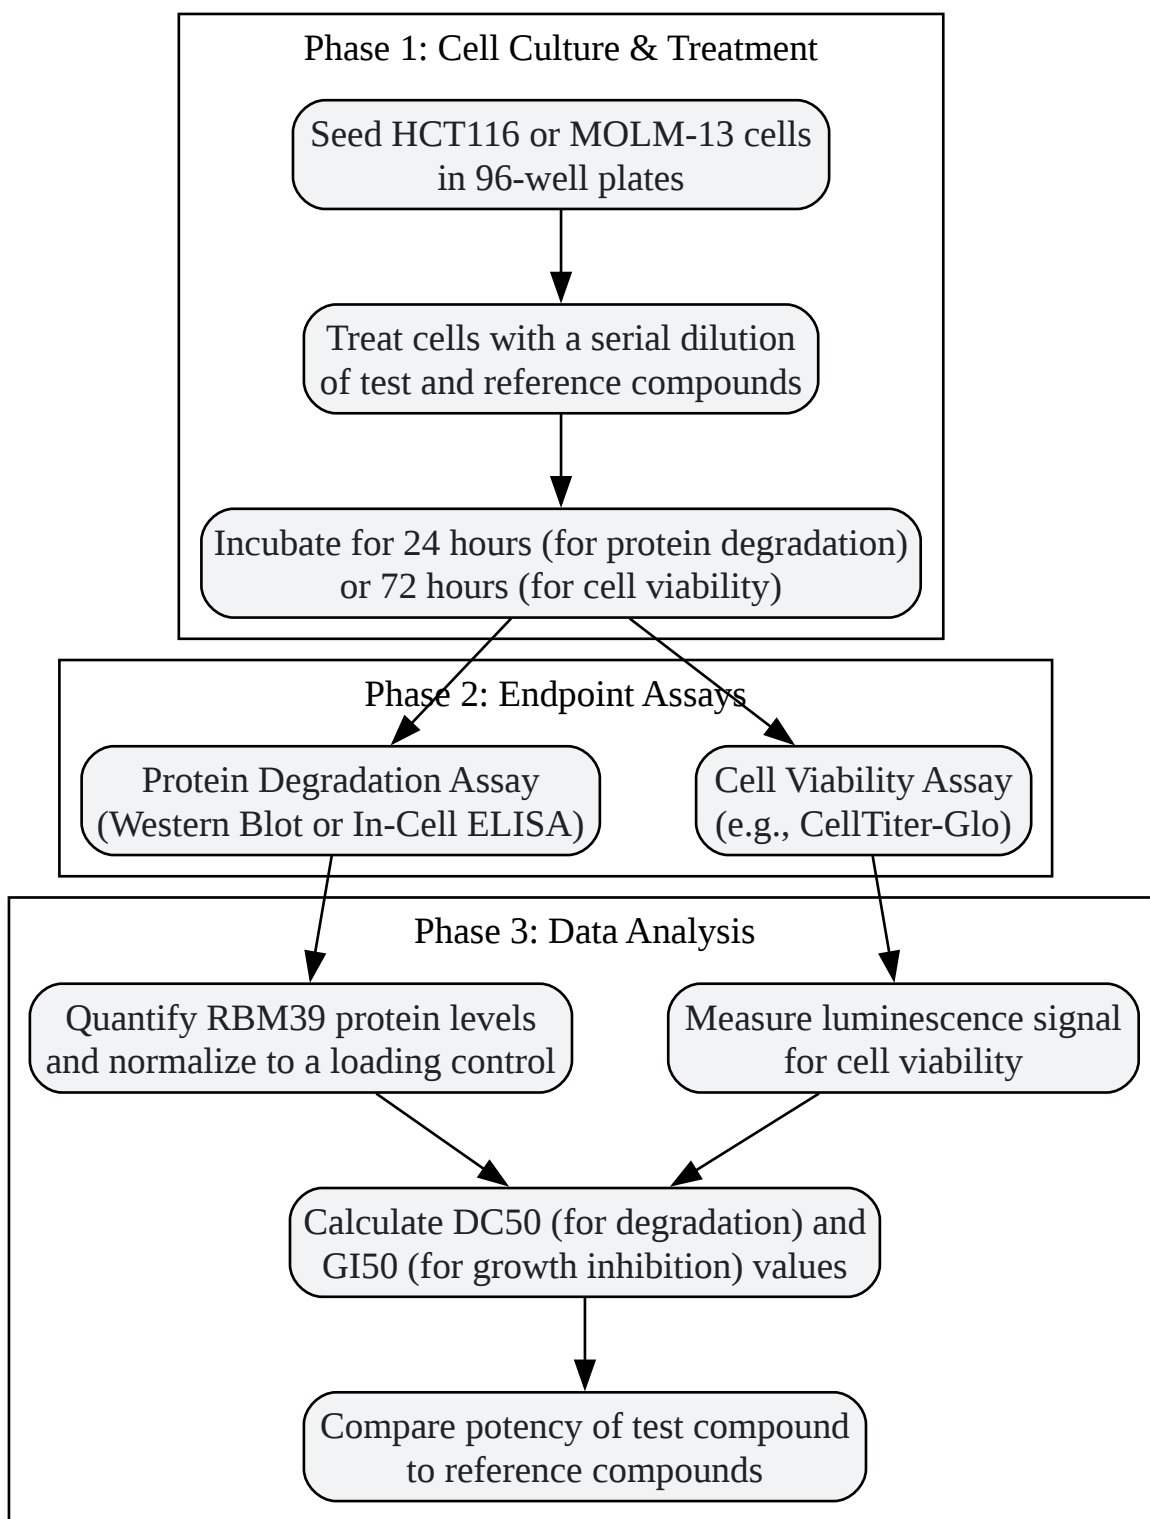 Phase 1: Cell Culture & Treatment
Seed HCT116 or MOLM-13 cells
in 96-well plates
Treat cells with a serial dilution
of test and reference compounds
Incubate for 24 hours (for protein degradation)
or 72 hours (for cell viability)
Phase 2: Endpoint Assays
Protein Degradation Assay
(Western Blot or In-Cell ELISA)
Cell Viability Assay
(e.g., CellTiter-Glo)
Phase 3: Data Analysis
Quantify RBM39 protein levels
and normalize to a loading control
Measure luminescence signal
for cell viability
Calculate DC50 (for degradation) and
GI50 (for growth inhibition) values
Compare potency of test compound
to reference compounds